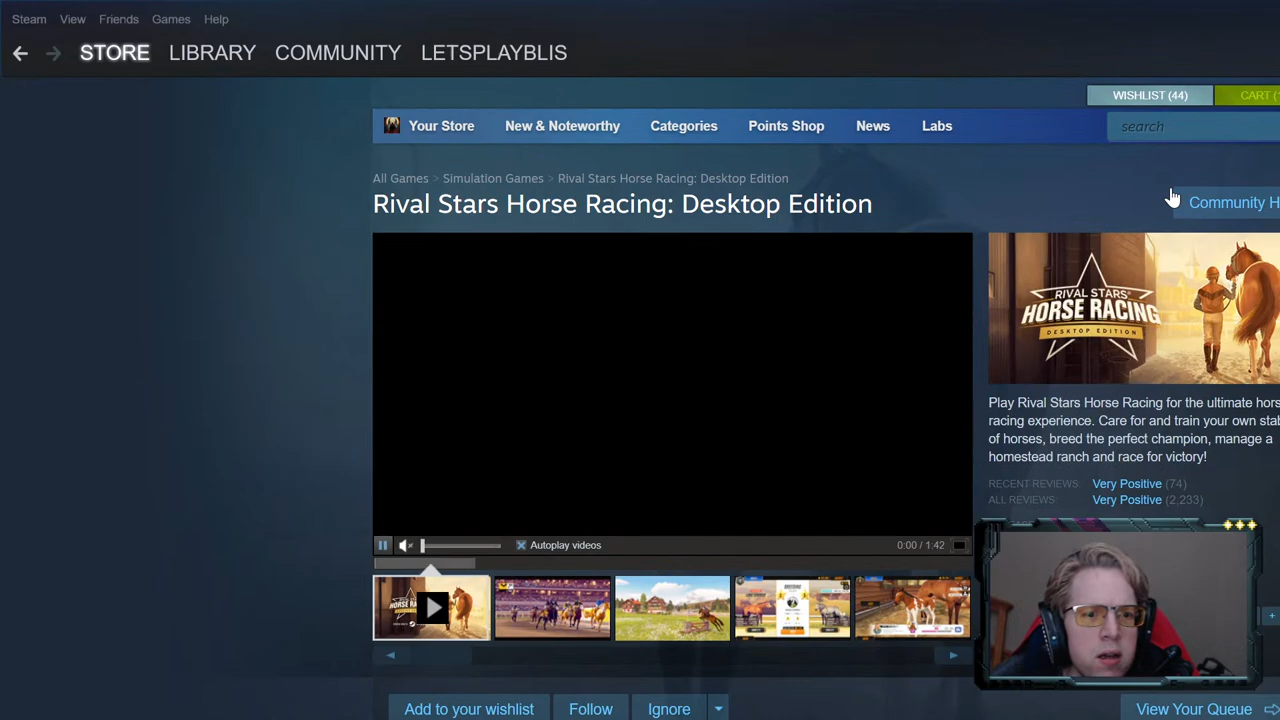 Steam View Friends Games Help
STORE LIBRARY COMMUNITY LETSPLAYBLIS
WISHLIST (44) CART (
Your Store New & Noteworthy Categories Points Shop News Labs search
All Games > Simulation Games > Rival Stars Horse Racing: Desktop Edition
Rival Stars Horse Racing: Desktop Edition
Community H
RIVAL STARS
HORSE RACING
DESKTOP EDITION
Play Rival Stars Horse Racing for the ultimate hors
racing experience. Care for and train your own stab
of horses, breed the perfect champion, manage a
homestead ranch and race for victory!
RECENT REVIEWS: Very Positive (74)
ALL REVIEWS: Very Positive (2,233)
Autoplay videos 0:00 / 1:42
Add to your wishlist Follow Ignore View Your Queue